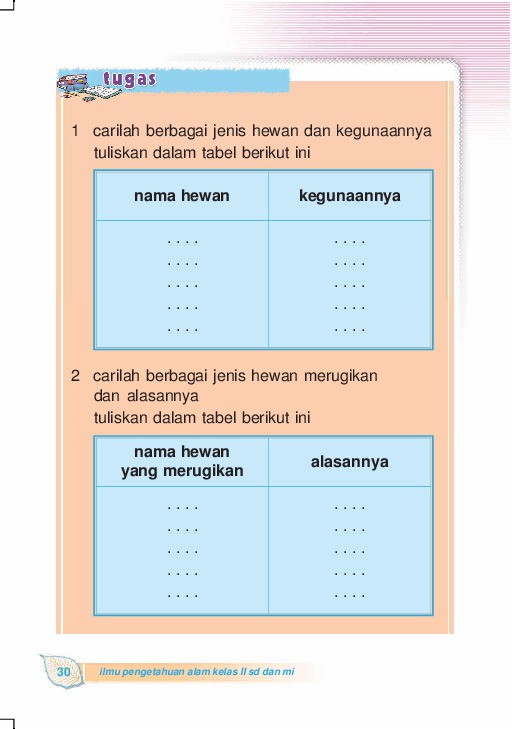 tugas
1 carilah berbagai jenis hewan dan kegunaannya
tuliskan dalam tabel berikut ini
nama hewan kegunaannya
. . . . . . . .
. . . . . . . .
. . . . . . . .
. . . . . . . .
. . . . . . . .
2 carilah berbagai jenis hewan merugikan
dan alasannya
tuliskan dalam tabel berikut ini
nama hewan
yang merugikan alasannya
. . . . . . . .
. . . . . . . .
. . . . . . . .
. . . . . . . .
. . . . . . . .
30 ilmu pengetahuan alam kelas II sd dan mi